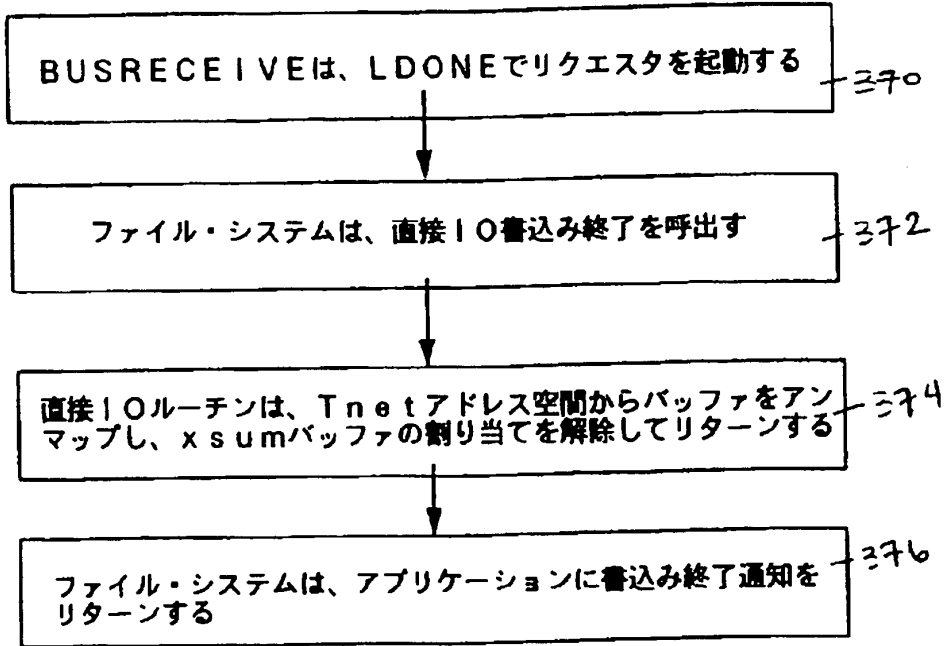 BUSRECEIVEは、LDONEでリクエスタを起動する
370
ファイル・システムは、直接IO書込み終了を呼出す
372
直接IOルーチンは、Tnetアドレス空間からバッファをアン
マップし、xsumバッファの割り当てを解除してリターンする
374
ファイル・システムは、アプリケーションに書込み終了通知を
リターンする
376